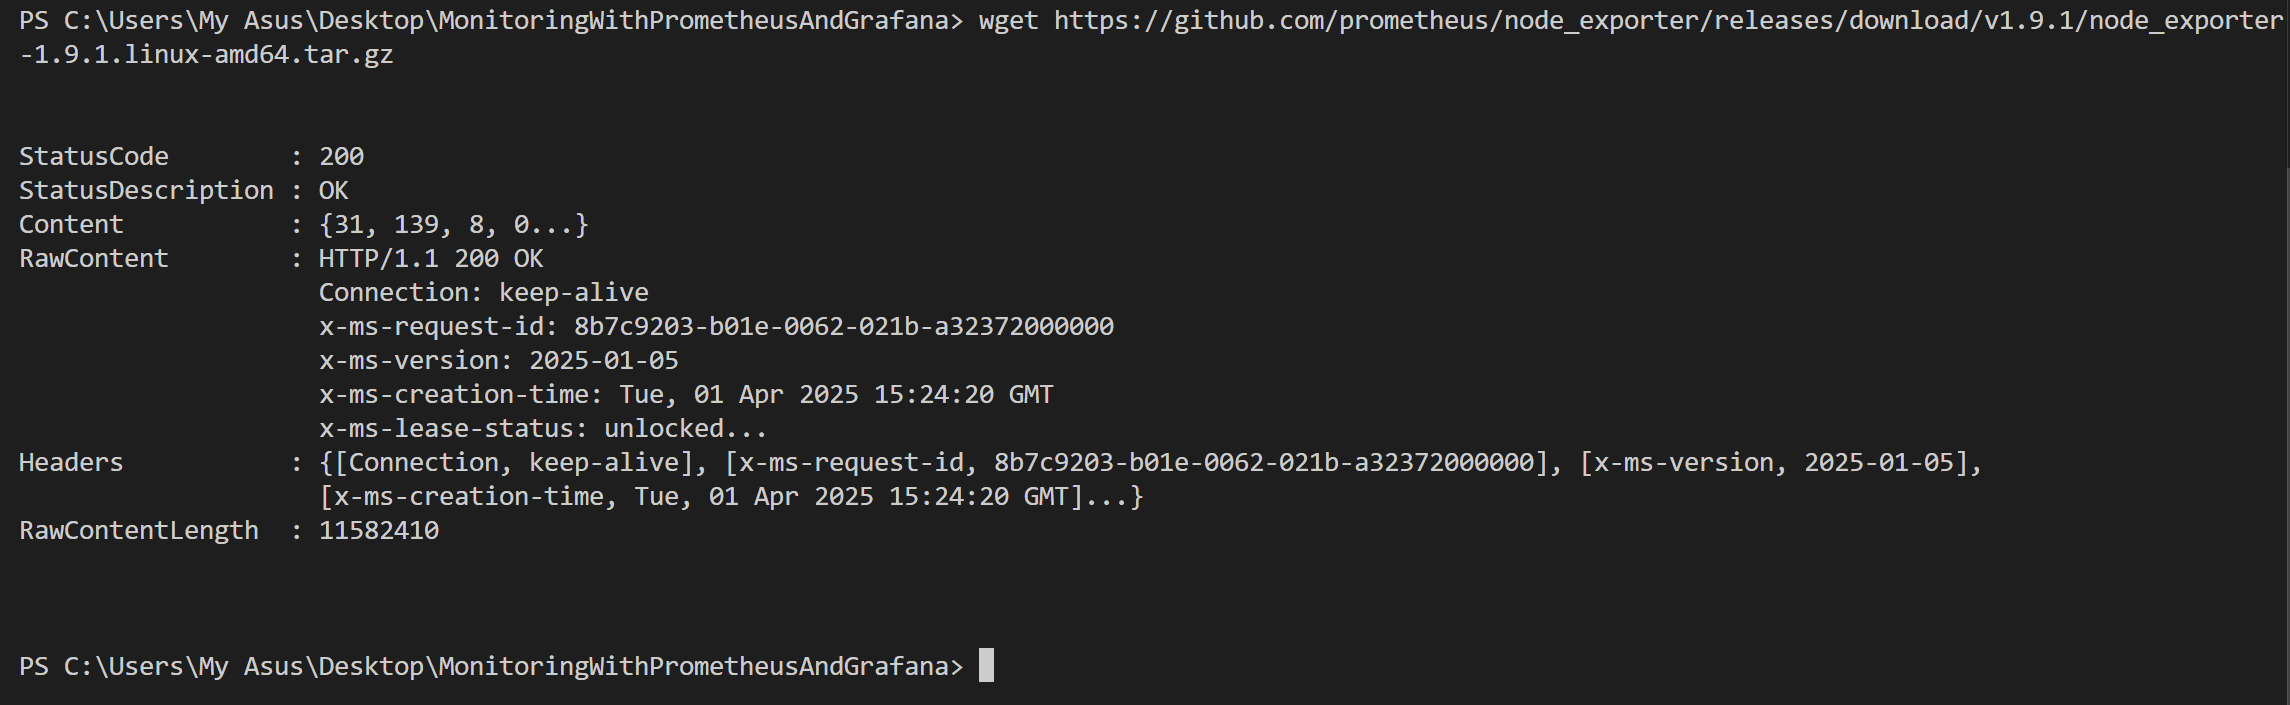 PS C:\Users\My Asus\Desktop\MonitoringWithPrometheusAndGrafana> wget https://github.com/prometheus/node_exporter/releases/download/v1.9.1/node_exporter
-1.9.1.linux-amd64.tar.gz
StatusCode        : 200
StatusDescription : OK
Content           : {31, 139, 8, 0...}
RawContent        : HTTP/1.1 200 OK
                    Connection: keep-alive
                    x-ms-request-id: 8b7c9203-b01e-0062-021b-a32372000000
                    x-ms-version: 2025-01-05
                    x-ms-creation-time: Tue, 01 Apr 2025 15:24:20 GMT
                    x-ms-lease-status: unlocked...
Headers           : {[Connection, keep-alive], [x-ms-request-id, 8b7c9203-b01e-0062-021b-a32372000000], [x-ms-version, 2025-01-05],
                    [x-ms-creation-time, Tue, 01 Apr 2025 15:24:20 GMT]...}
RawContentLength  : 11582410
PS C:\Users\My Asus\Desktop\MonitoringWithPrometheusAndGrafana>